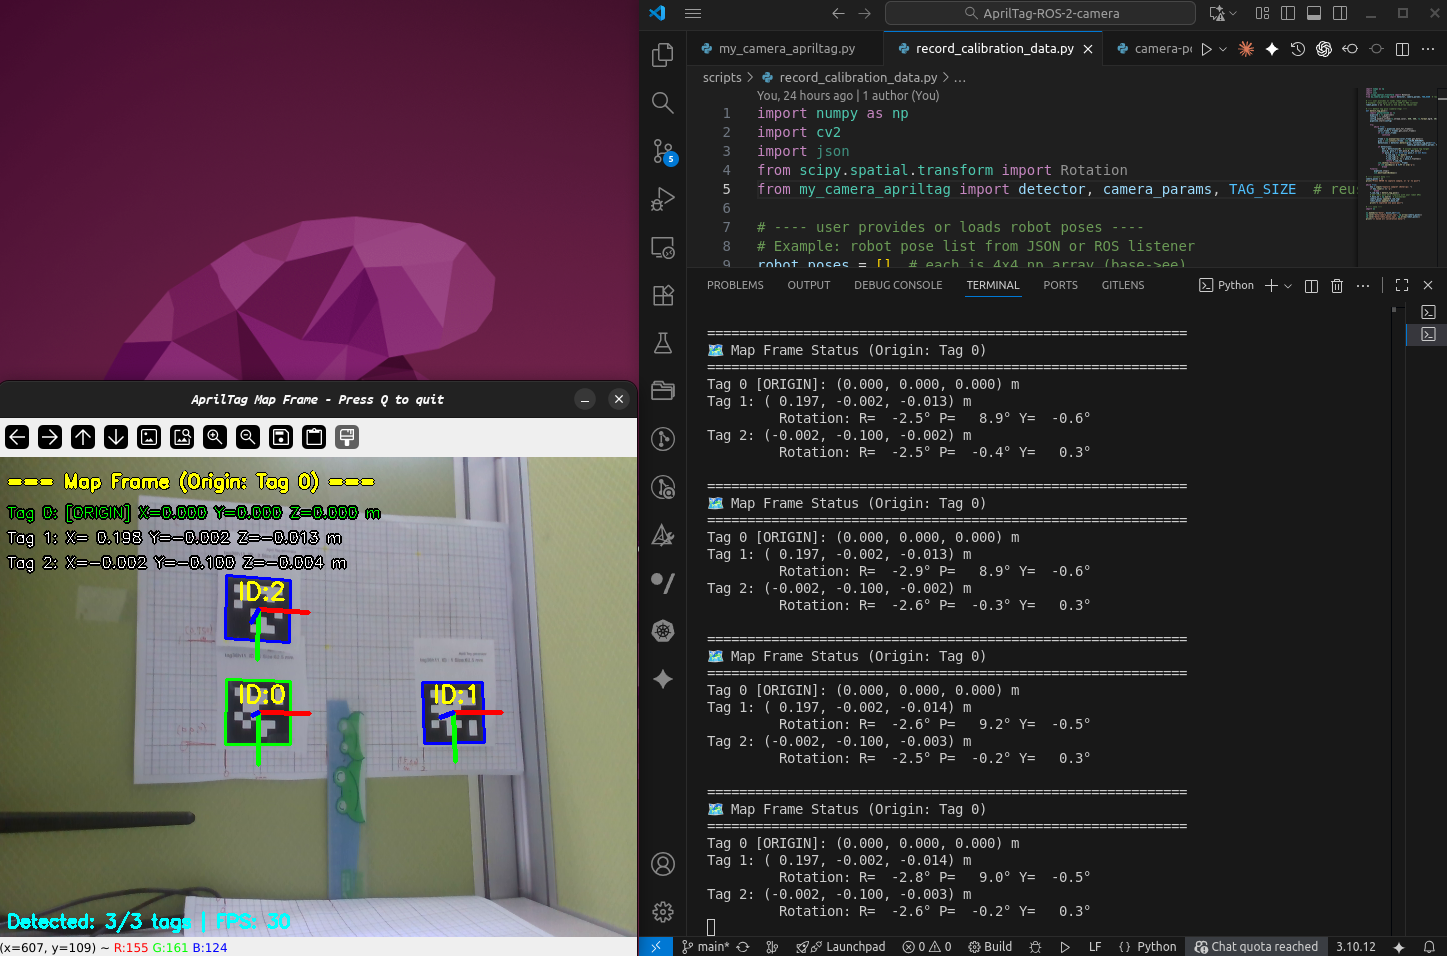 AprilTag Map Frame - Press Q to quit
=== Map Frame (Origin: Tag 0) ===
Tag 0: [ORIGIN] X=0.000 Y=0.000 Z=0.000 m
Tag 1: X= 0.198 Y=-0.002 Z=-0.013 m
Tag 2: X=-0.002 Y=-0.100 Z=-0.004 m
ID:2
ID:0
ID:1
Detected: 3/3 tags | FPS: 30
(x=607, y=109) ~ R:155 G:161 B:124
AprilTag-ROS-2-camera
my_camera_apriltag.py
record_calibration_data.py
camera-po
scripts > record_calibration_data.py > ...
You, 24 hours ago | 1 author (You)
1 import numpy as np
2 import cv2
3 import json
4 from scipy.spatial.transform import Rotation
5 from my_camera_apriltag import detector, camera_params, TAG_SIZE # reus
6
7 # ---- user provides or loads robot poses ----
8 # Example: robot pose list from JSON or ROS listener
9 robot_poses = [] # each is 4x4 np array (base->ee)
5
PROBLEMS
OUTPUT
DEBUG CONSOLE
TERMINAL
PORTS
GITLENS
Python
============================================================
🗺️ Map Frame Status (Origin: Tag 0)
============================================================
Tag 0 [ORIGIN]: (0.000, 0.000, 0.000) m
Tag 1: ( 0.197, -0.002, -0.013) m
Rotation: R= -2.5° P= 8.9° Y= -0.6°
Tag 2: (-0.002, -0.100, -0.002) m
Rotation: R= -2.5° P= -0.4° Y= 0.3°
============================================================
🗺️ Map Frame Status (Origin: Tag 0)
============================================================
Tag 0 [ORIGIN]: (0.000, 0.000, 0.000) m
Tag 1: ( 0.197, -0.002, -0.013) m
Rotation: R= -2.9° P= 8.9° Y= -0.6°
Tag 2: (-0.002, -0.100, -0.002) m
Rotation: R= -2.6° P= -0.3° Y= 0.3°
============================================================
🗺️ Map Frame Status (Origin: Tag 0)
============================================================
Tag 0 [ORIGIN]: (0.000, 0.000, 0.000) m
Tag 1: ( 0.197, -0.002, -0.014) m
Rotation: R= -2.6° P= 9.2° Y= -0.5°
Tag 2: (-0.002, -0.100, -0.003) m
Rotation: R= -2.5° P= -0.2° Y= 0.3°
============================================================
🗺️ Map Frame Status (Origin: Tag 0)
============================================================
Tag 0 [ORIGIN]: (0.000, 0.000, 0.000) m
Tag 1: ( 0.197, -0.002, -0.014) m
Rotation: R= -2.8° P= 9.0° Y= -0.5°
Tag 2: (-0.002, -0.100, -0.003) m
Rotation: R= -2.6° P= -0.2° Y= 0.3°
main* Launchpad 0 0 Build LF {} Python Chat quota reached 3.10.12